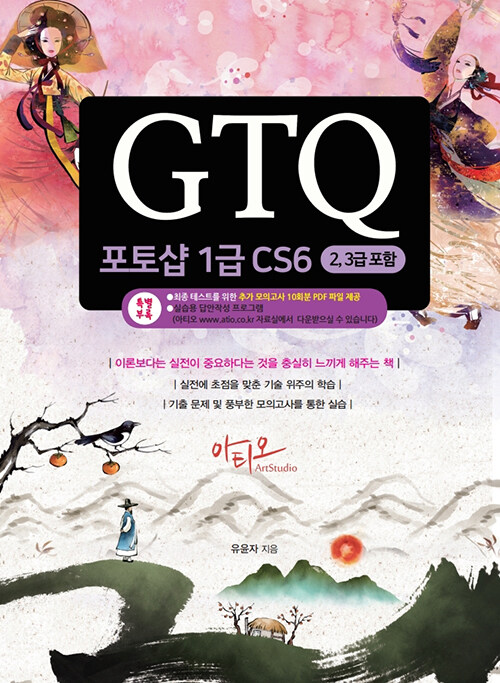 GTQ
포토샵 1급 CS6 2, 3급 포함
특별
부록
●최종 테스트를 위한 추가 모의고사 10회분 PDF 파일 제공
●실습용 답안작성 프로그램
(아티오 www.atio.co.kr 자료실에서 다운받으실 수 있습니다)
| 이론보다는 실전이 중요하다는 것을 충실히 느끼게 해주는 책 |
| 실전에 초점을 맞춘 기술 위주의 학습 |
| 기출 문제 및 풍부한 모의고사를 통한 실습 |
아티오
ArtStudio
유윤자 지음